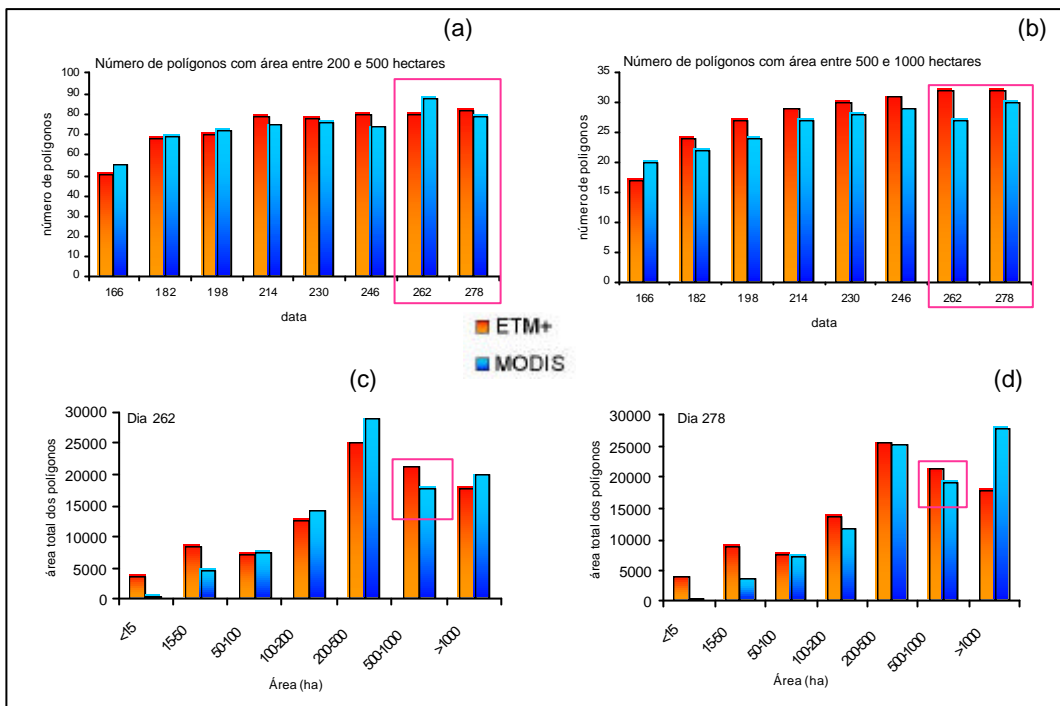 (a)
Número de polígonos com área entre 200 e 500 hectares
100
90
80
70
60
50
40
30
20
10
0
número de polígonos
166 182 198 214 230 246 262 278
data
(b)
Número de polígonos com área entre 500 e 1000 hectares
35
30
25
20
15
10
5
0
número de polígonos
166 182 198 214 230 246 262 278
data
ETM+
MODIS
(c)
Dia 262
30000
25000
20000
15000
10000
5000
0
área total dos polígonos
<15 15-50 50-100 100-200 200-500 500-1000 >1000
Área (ha)
(d)
Dia 278
30000
25000
20000
15000
10000
5000
0
área total dos polígonos
<15 15-50 50-100 100-200 200-500 500-1000 >1000
Área (ha)